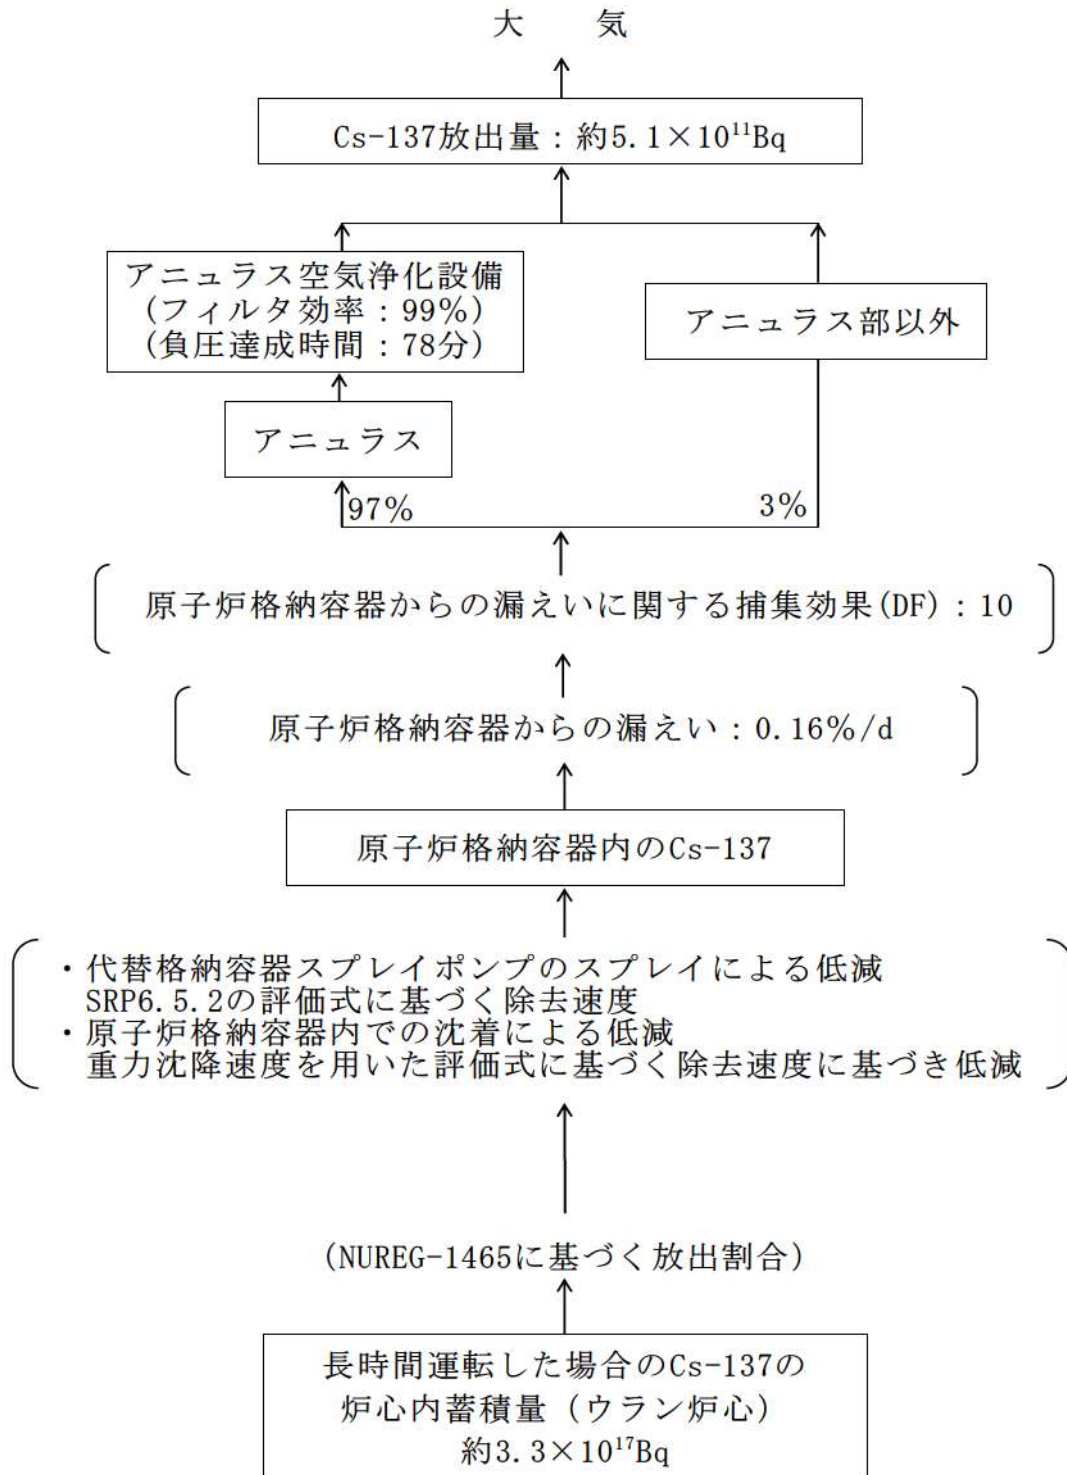 大　気
Cs-137放出量：約5.1×10¹¹Bq
アニュラス空気浄化設備
(フィルタ効率：99％)
(負圧達成時間：78分)
アニュラス部以外
アニュラス
97％
3％
原子炉格納容器からの漏えいに関する捕集効果(DF)：10
原子炉格納容器からの漏えい：0.16％/d
原子炉格納容器内のCs-137
・代替格納容器スプレイポンプのスプレイによる低減
SRP6.5.2の評価式に基づく除去速度
・原子炉格納容器内での沈着による低減
重力沈降速度を用いた評価式に基づく除去速度に基づき低減
(NUREG-1465に基づく放出割合)
長時間運転した場合のCs-137の
炉心内蓄積量（ウラン炉心）
約3.3×10¹⁷Bq